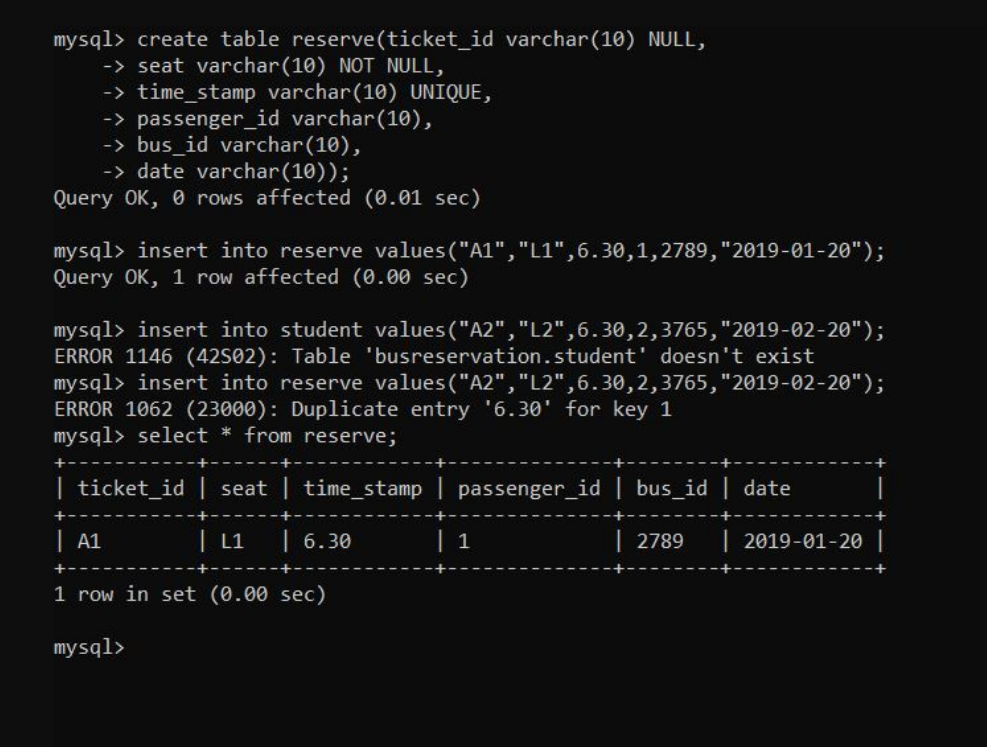 mysql> create table reserve(ticket_id varchar(10) NULL,
    -> seat varchar(10) NOT NULL,
    -> time_stamp varchar(10) UNIQUE,
    -> passenger_id varchar(10),
    -> bus_id varchar(10),
    -> date varchar(10));
Query OK, 0 rows affected (0.01 sec)

mysql> insert into reserve values("A1","L1",6.30,1,2789,"2019-01-20");
Query OK, 1 row affected (0.00 sec)

mysql> insert into student values("A2","L2",6.30,2,3765,"2019-02-20");
ERROR 1146 (42S02): Table 'busreservation.student' doesn't exist
mysql> insert into reserve values("A2","L2",6.30,2,3765,"2019-02-20");
ERROR 1062 (23000): Duplicate entry '6.30' for key 1
mysql> select * from reserve;
+-----------+------+------------+--------------+--------+------------+
| ticket_id | seat | time_stamp | passenger_id | bus_id | date       |
+-----------+------+------------+--------------+--------+------------+
| A1        | L1   | 6.30       | 1            | 2789   | 2019-01-20 |
+-----------+------+------------+--------------+--------+------------+
1 row in set (0.00 sec)

mysql>